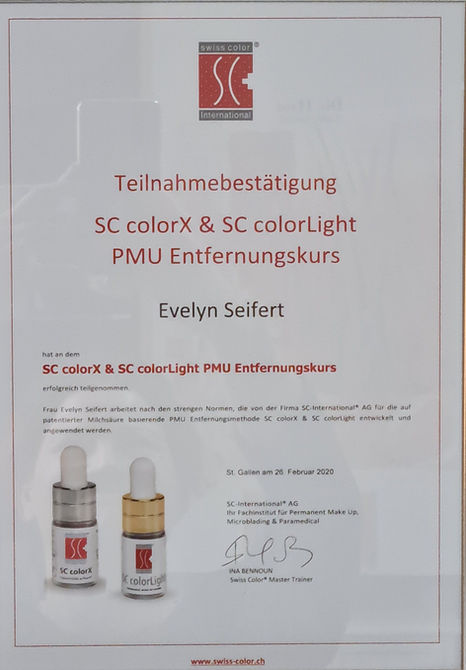 swiss color®
SC
International
Teilnahmebestätigung
SC colorX & SC colorLight
PMU Entfernungskurs
Evelyn Seifert
hat an dem
SC colorX & SC colorLight PMU Entfernungskurs
erfolgreich teilgenommen.
Frau Evelyn Seifert arbeitet nach den strengen Normen, die von der Firma SC-International® AG für die auf
patentierter Milchsäure basierende PMU Entfernungsmethode SC colorX & SC colorLight entwickelt und
angewendet werden.
St. Gallen am 26 Februar 2020
SC-International® AG
Ihr Fachinstitut für Permanent Make Up,
Microblading & Paramedical
INA BENNOUN
Swiss Color® Master Trainer
SC
SC colorX
SC
SC colorLight
www.swiss-color.ch